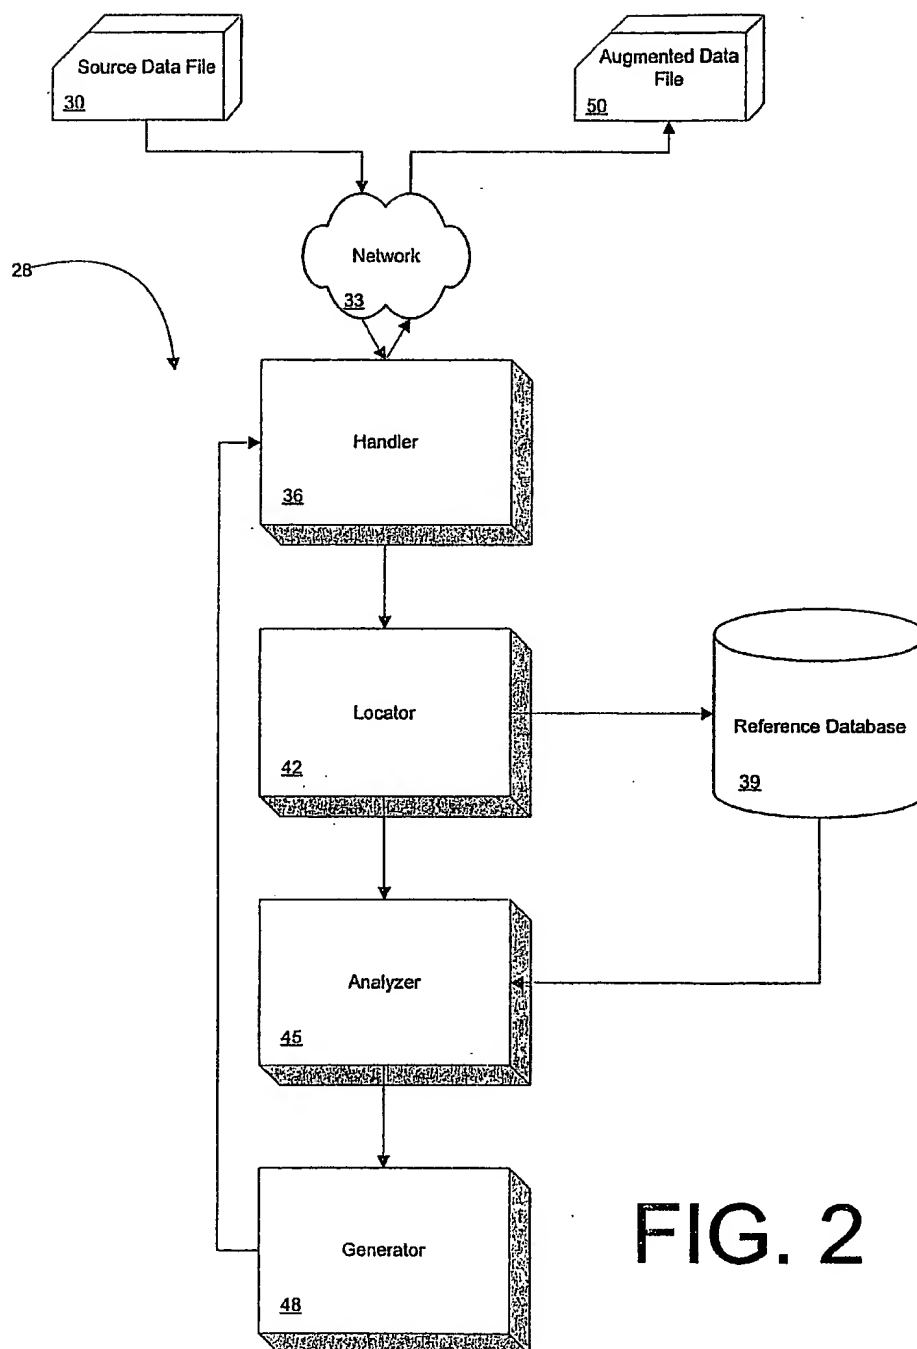 Source Data File
30
Augmented Data
File
50
Network
33
28
Handler
36
Locator
42
Reference Database
39
Analyzer
45
Generator
48
FIG. 2